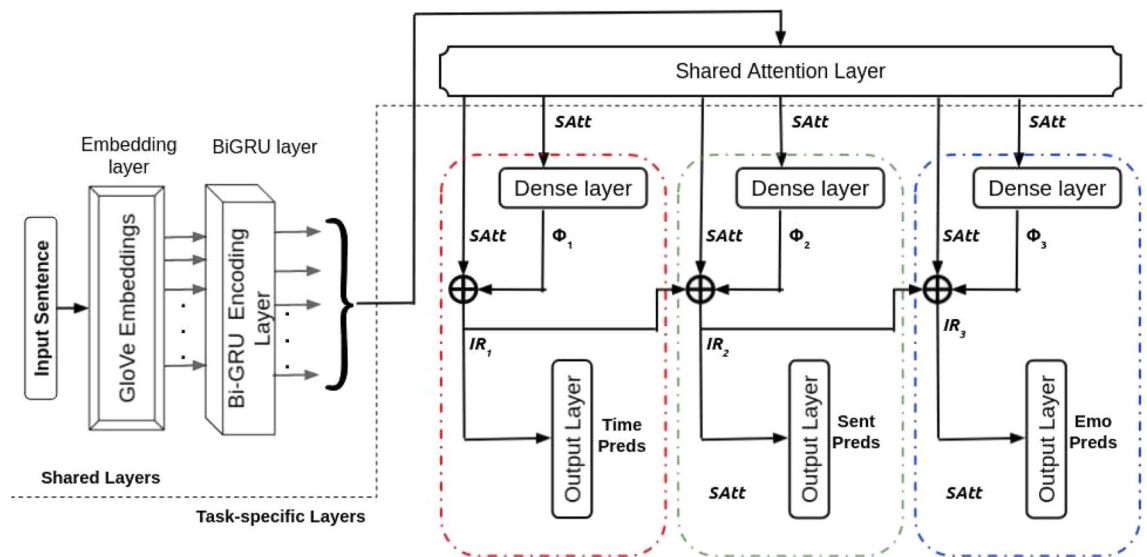 Shared Attention Layer
SAtt
SAtt
SAtt
Embedding
layer
BiGRU layer
Input Sentence
GloVe Embeddings
Bi-GRU Encoding
Layer
Dense layer
Dense layer
Dense layer
SAtt
Φ1
SAtt
Φ2
SAtt
Φ3
IR1
IR2
IR3
Output Layer
Time
Preds
Output Layer
Sent
Preds
Output Layer
Emo
Preds
SAtt
SAtt
Shared Layers
Task-specific Layers